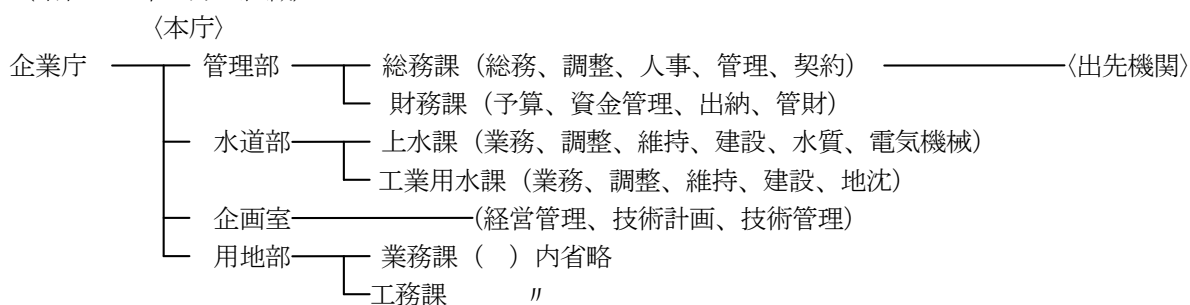 〈本庁〉
企業庁 管理部 総務課（総務、調整、人事、管理、契約） 〈出先機関〉
財務課（予算、資金管理、出納、管財）
水道部 上水課（業務、調整、維持、建設、水質、電気機械）
工業用水課（業務、調整、維持、建設、地沈）
企画室 （経営管理、技術計画、技術管理）
用地部 業務課（　）内省略
工務課 〃